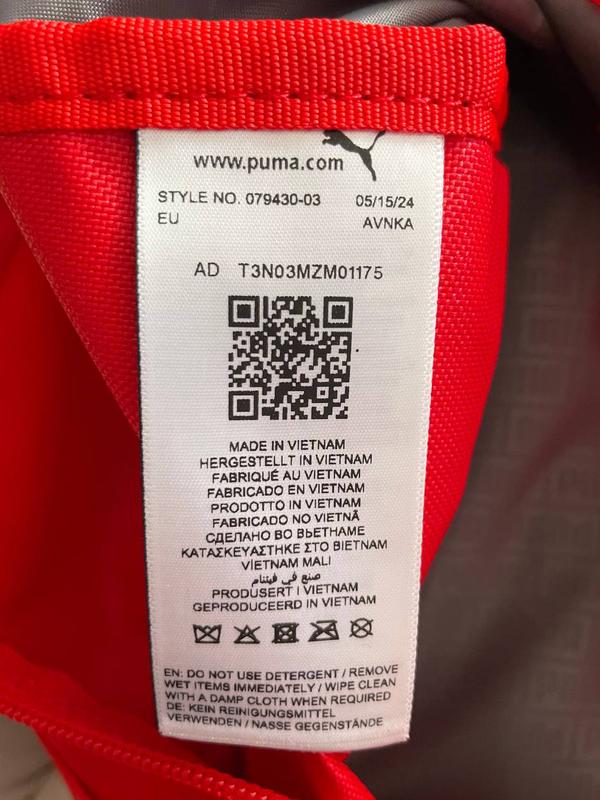 www.puma.com
STYLE NO. 079430-03 05/15/24
EU AVNKA
AD T3N03MZM01175
MADE IN VIETNAM
HERGESTELLT IN VIETNAM
FABRIQUÉ AU VIETNAM
FABRICADO EN VIETNAM
PRODOTTO IN VIETNAM
FABRICADO NO VIETNÃ
СДЕЛАНО ВО ВЬЕТНАМЕ
ΚΑΤΑΣΚΕΥΑΣΤΗΚΕ ΣΤΟ ΒΙΕΤΝΑΜ
VİETNAM MALI
صنع في فيتنام
PRODUSERT I VIETNAM
GEPRODUCEERD IN VIETNAM
EN: DO NOT USE DETERGENT / REMOVE
WET ITEMS IMMEDIATELY / WIPE CLEAN
WITH A DAMP CLOTH WHEN REQUIRED
DE: KEIN REINIGUNGSMITTEL
VERWENDEN / NASSE GEGENSTÄNDE